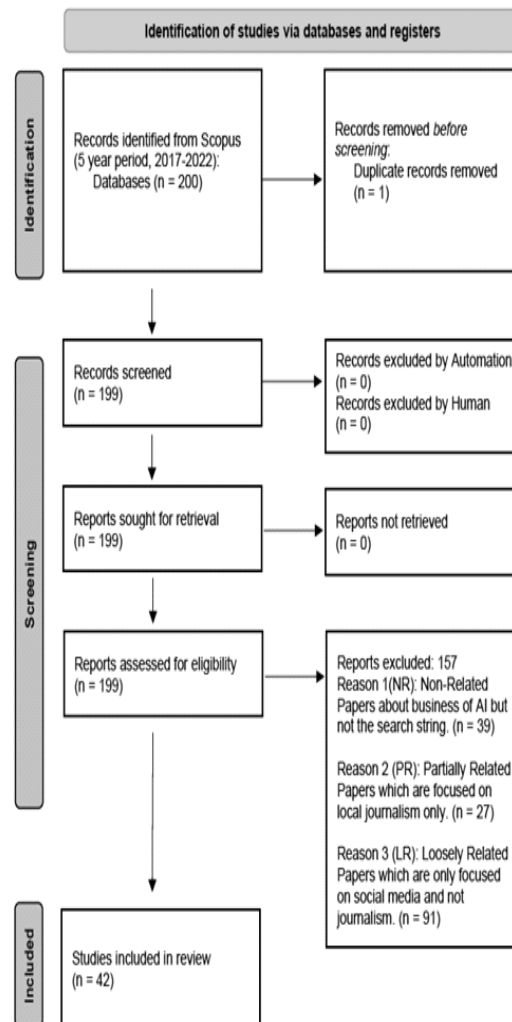 Identification of studies via databases and registers
Identification
Records identified from Scopus
(5 year period, 2017-2022):
Databases (n = 200)
Records removed before
screening:
Duplicate records removed
(n = 1)
Screening
Records screened
(n = 199)
Records excluded by Automation
(n = 0)
Records excluded by Human
(n = 0)
Reports sought for retrieval
(n = 199)
Reports not retrieved
(n = 0)
Reports assessed for eligibility
(n = 199)
Reports excluded: 157
Reason 1(NR): Non-Related
Papers about business of AI but
not the search string. (n = 39)
Reason 2 (PR): Partially Related
Papers which are focused on
local journalism only. (n = 27)
Reason 3 (LR): Loosely Related
Papers which are only focused
on social media and not
journalism. (n = 91)
Included
Studies included in review
(n = 42)